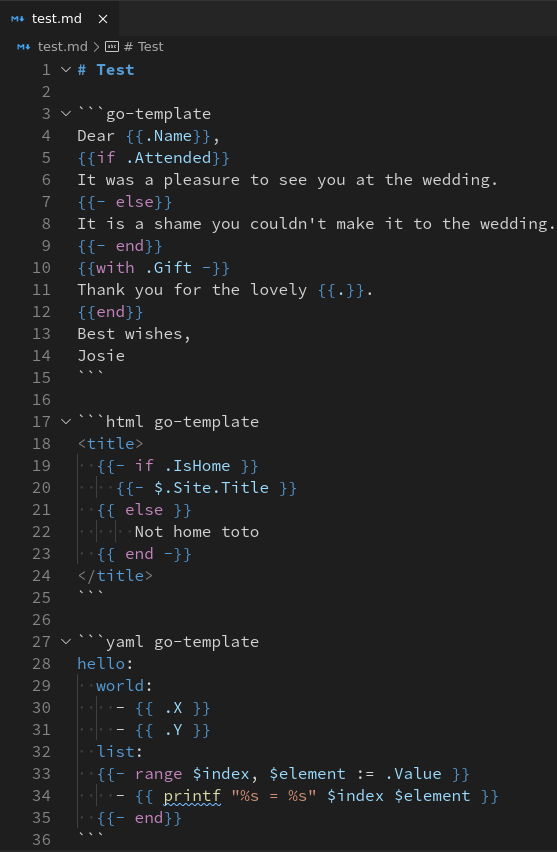 test.md ×
test.md > # Test
1 # Test
2
3 ```go-template
4 Dear {{.Name}},
5 {{if .Attended}}
6 It was a pleasure to see you at the wedding.
7 {{- else}}
8 It is a shame you couldn't make it to the wedding.
9 {{- end}}
10 {{with .Gift -}}
11 Thank you for the lovely {{.}}.
12 {{end}}
13 Best wishes,
14 Josie
15 ```
16
17 ```html go-template
18 <title>
19   {{- if .IsHome }}
20     {{- $.Site.Title }}
21   {{ else }}
22       Not home toto
23   {{ end -}}
24 </title>
25 ```
26
27 ```yaml go-template
28 hello:
29   world:
30     - {{ .X }}
31     - {{ .Y }}
32   list:
33   {{- range $index, $element := .Value }}
34     - {{ printf "%s = %s" $index $element }}
35   {{- end}}
36 ```